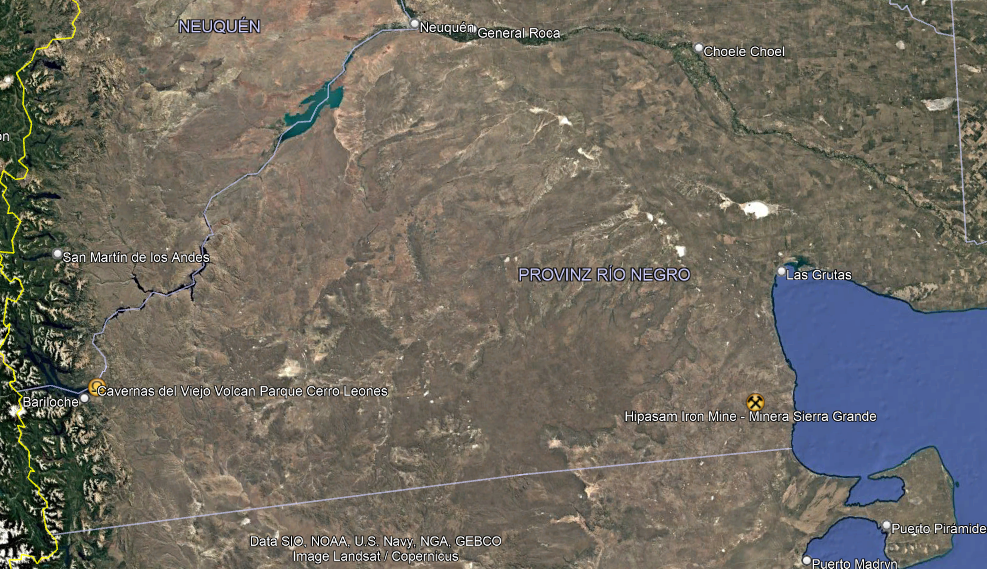 NEUQUÉN
Neuquén
General Roca
Choele Choel
on
San Martín de los Andes
PROVINZ RÍO NEGRO
Las Grutas
Cavernas del Viejo Volcan Parque Cerro Leones
Bariloche
Hipasam Iron Mine - Minera Sierra Grande
Puerto Pirámide
Data SIO, NOAA, U.S. Navy, NGA, GEBCO
Image Landsat / Copernicus
Puerto Madryn